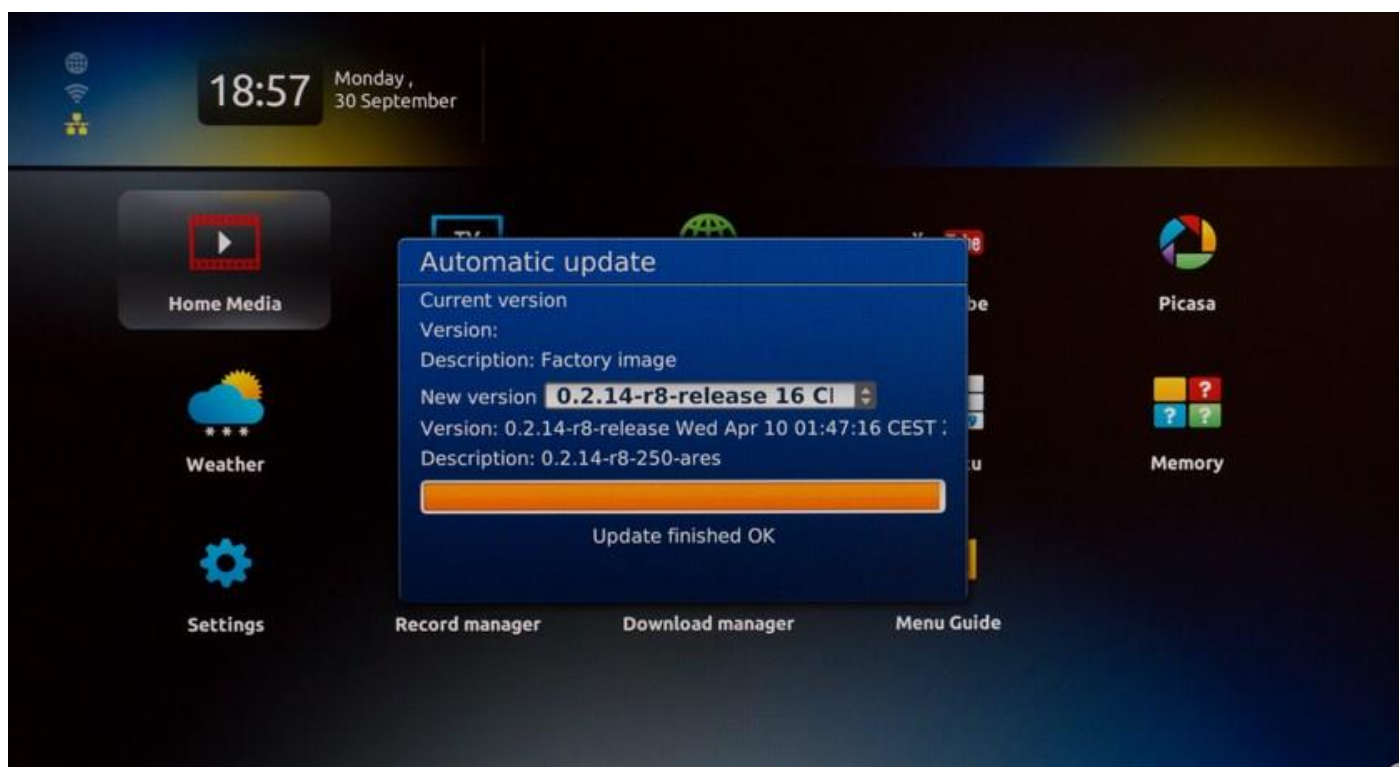 18:57
Monday ,
30 September
TV
Home Media
be
Picasa
Automatic update
Current version
Version:
Description: Factory image
New version 0.2.14-r8-release 16 C
Version: 0.2.14-r8-release Wed Apr 10 01:47:16 CEST
Description: 0.2.14-r8-250-ares
Update finished OK
Weather
u
? ? ?
Memory
Settings
Record manager
Download manager
Menu Guide